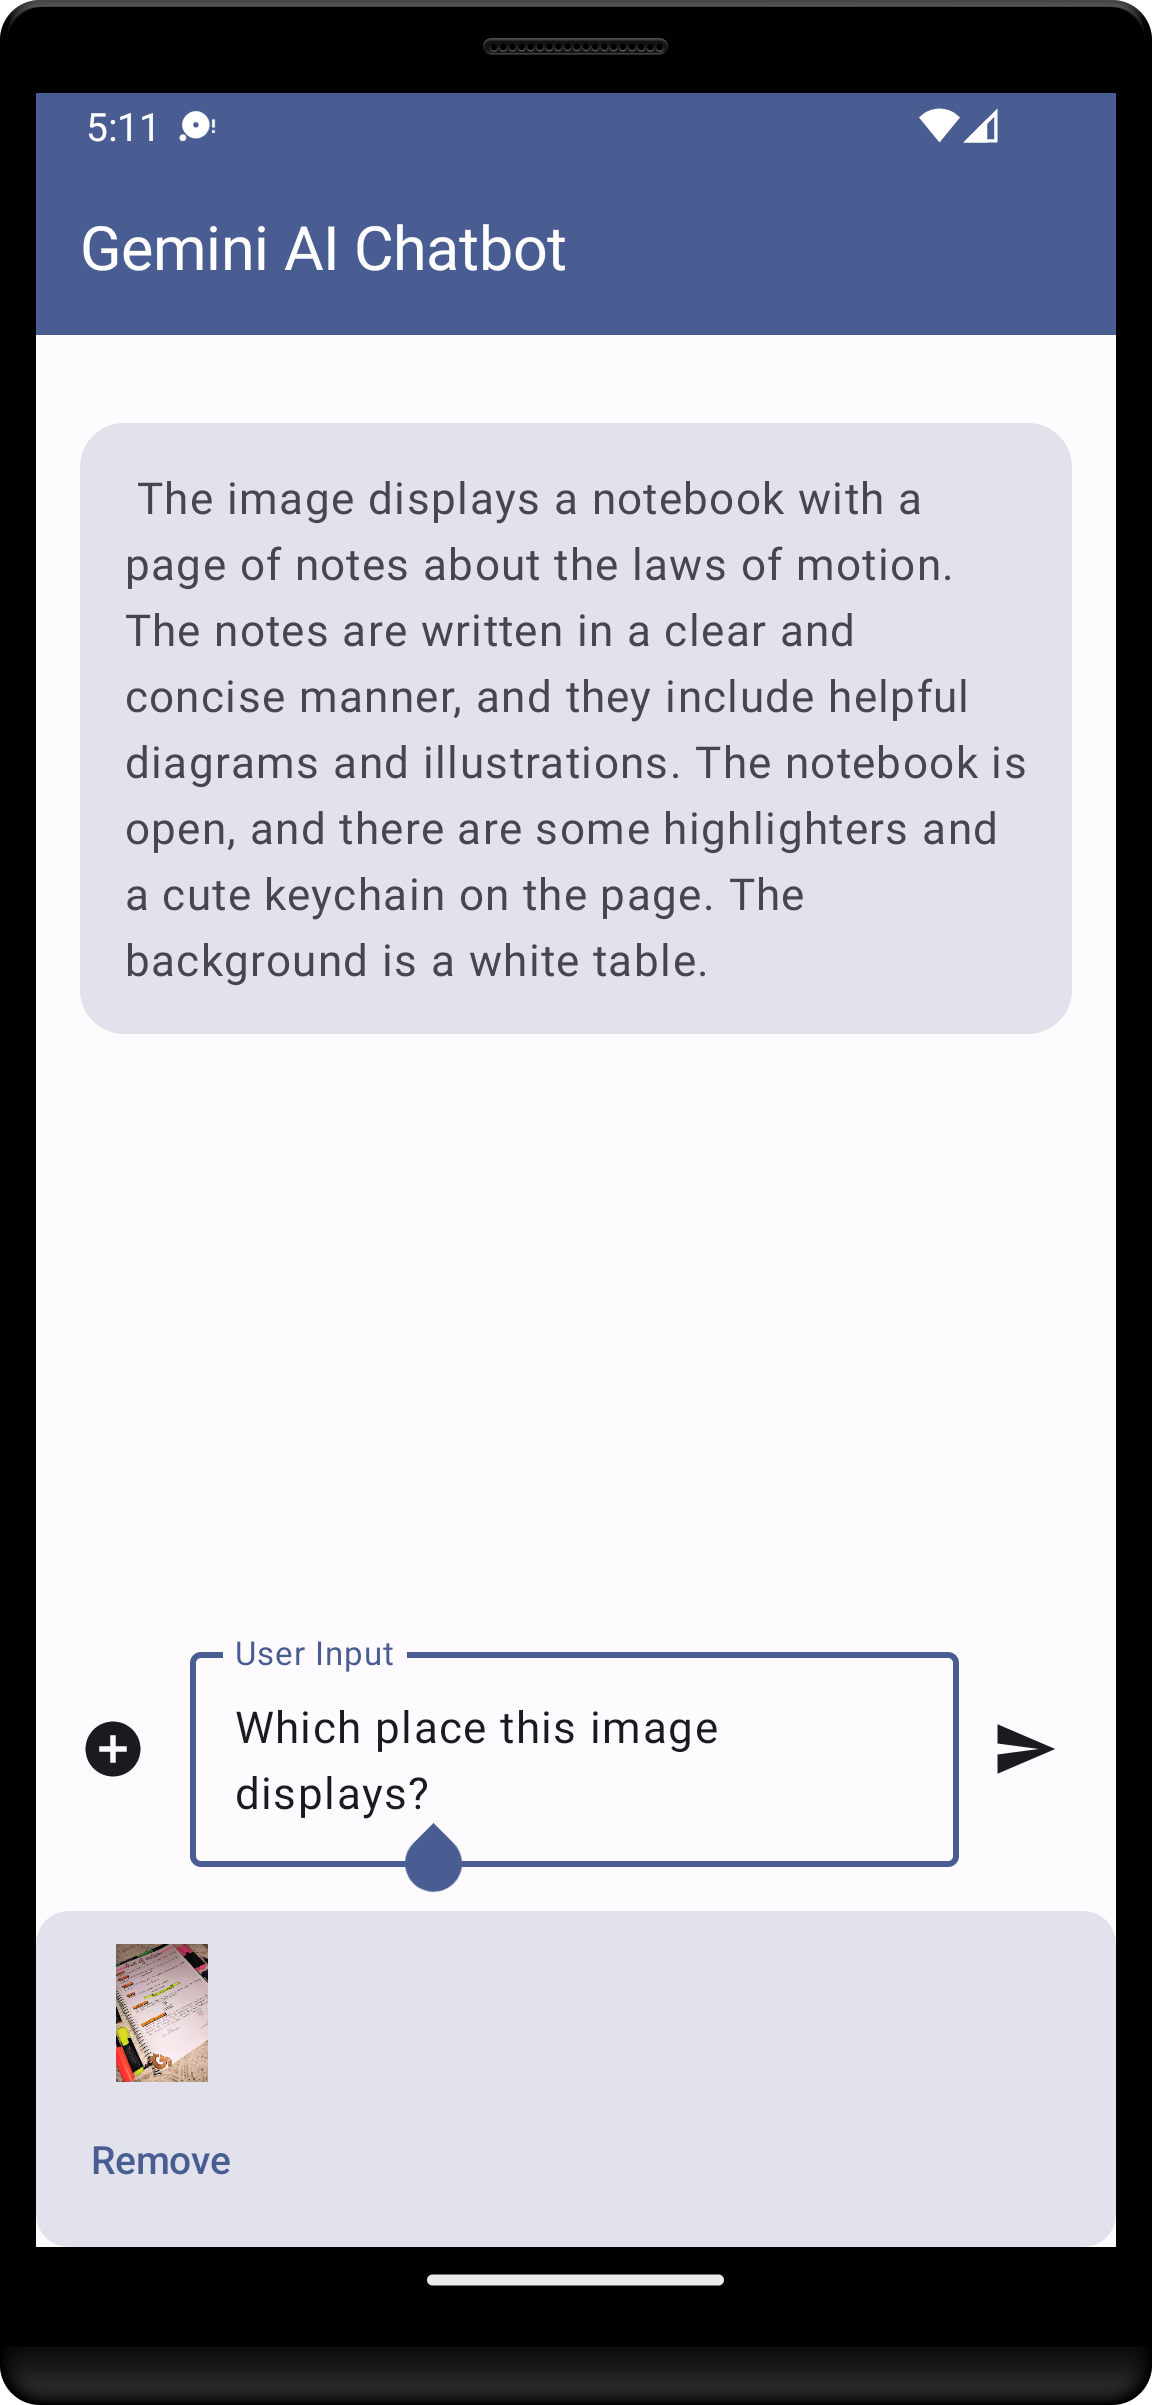 5:11
Gemini AI Chatbot
The image displays a notebook with a
page of notes about the laws of motion.
The notes are written in a clear and
concise manner, and they include helpful
diagrams and illustrations. The notebook is
open, and there are some highlighters and
a cute keychain on the page. The
background is a white table.
User Input
Which place this image
displays?
Remove